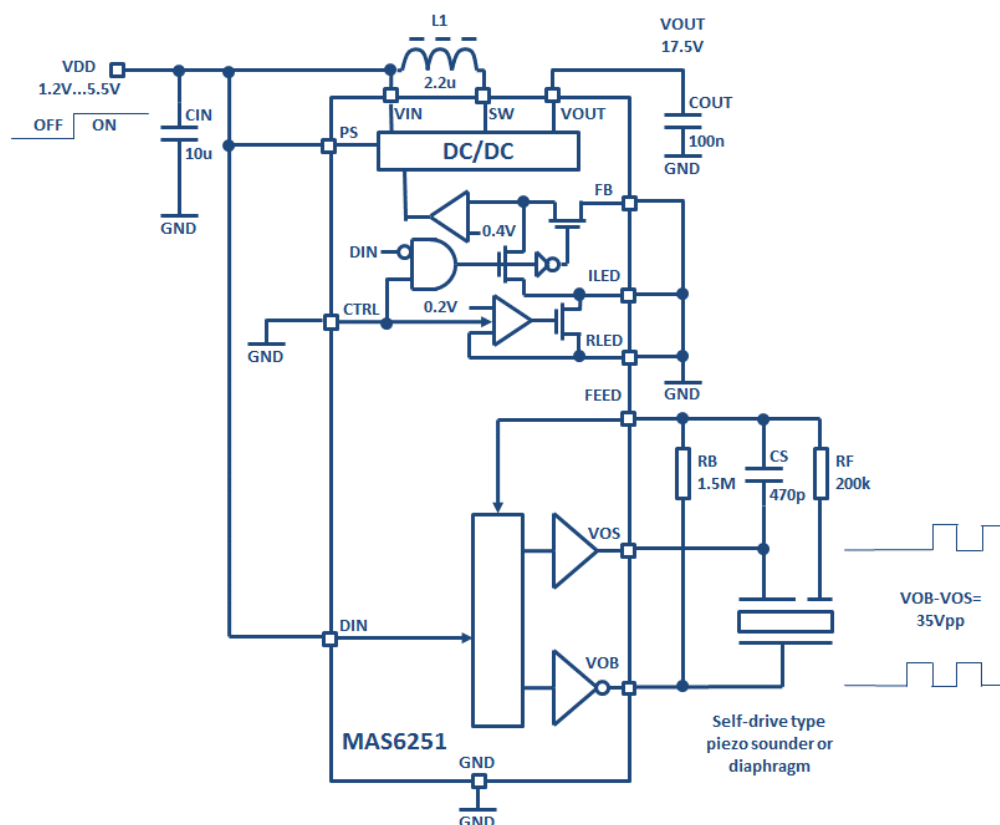 L1
2.2u
VOUT
17.5V
VDD
1.2V...5.5V
OFF
ON
CIN
10u
GND
VIN
SW
VOUT
COUT
100n
GND
PS
DC/DC
FB
0.4V
DIN
ILED
CTRL
0.2V
GND
RLED
GND
FEED
RB
1.5M
CS
470p
RF
200k
VOS
VOB-VOS=
35Vpp
DIN
VOB
Self-drive type
piezo sounder or
diaphragm
MAS6251
GND
GND